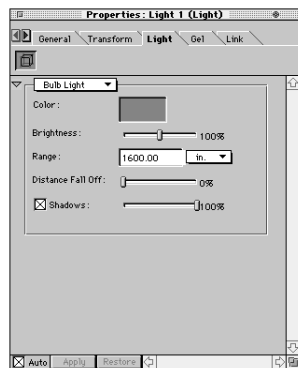 Properties: Light 1 (Light)
General Transform Light Gel Link
Bulb Light
Color:
Brightness: 100%
Range: 1600.00 in.
Distance Fall Off: 0%
Shadows: 100%
Auto Apply Restore